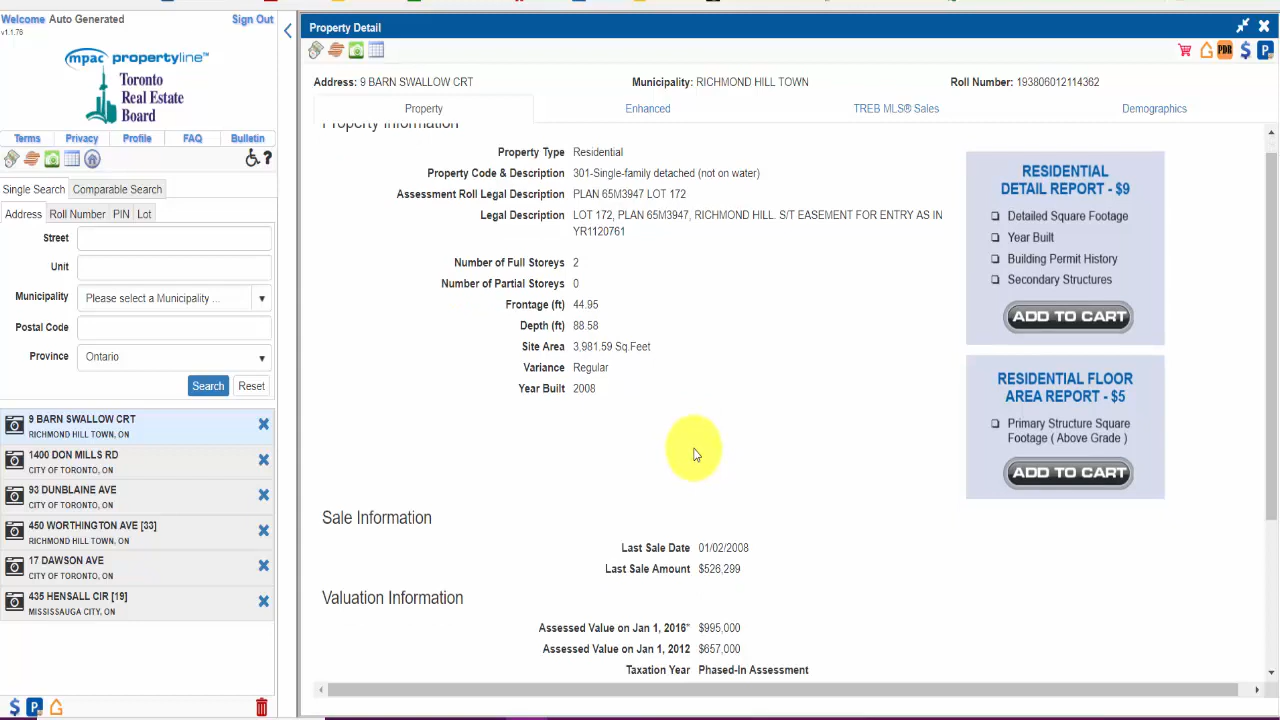 Welcome Auto Generated
Sign Out
v1.1.76
mpac propertyline™
Toronto
Real Estate
Board
Terms
Privacy
Profile
FAQ
Bulletin
Single Search
Comparable Search
Address
Roll Number
PIN
Lot
Street
Unit
Municipality
Please select a Municipality ...
Postal Code
Province
Ontario
Search
Reset
9 BARN SWALLOW CRT
RICHMOND HILL TOWN, ON
1400 DON MILLS RD
CITY OF TORONTO, ON
93 DUNBLAINE AVE
CITY OF TORONTO, ON
450 WORTHINGTON AVE [33]
RICHMOND HILL TOWN, ON
17 DAWSON AVE
CITY OF TORONTO, ON
435 HENSALL CIR [19]
MISSISSAUGA CITY, ON
Property Detail
PDR
Address: 9 BARN SWALLOW CRT
Municipality: RICHMOND HILL TOWN
Roll Number: 193806012114362
Property
Enhanced
TREB MLS® Sales
Demographics
Property Information
Property Type Residential
Property Code & Description 301-Single-family detached (not on water)
Assessment Roll Legal Description PLAN 65M3947 LOT 172
Legal Description LOT 172, PLAN 65M3947, RICHMOND HILL. S/T EASEMENT FOR ENTRY AS IN
YR1120761
Number of Full Storeys 2
Number of Partial Storeys 0
Frontage (ft) 44.95
Depth (ft) 88.58
Site Area 3,981.59 Sq.Feet
Variance Regular
Year Built 2008
Sale Information
Last Sale Date 01/02/2008
Last Sale Amount $526,299
Valuation Information
Assessed Value on Jan 1, 2016* $995,000
Assessed Value on Jan 1, 2012 $657,000
Taxation Year Phased-In Assessment
RESIDENTIAL
DETAIL REPORT - $9
Detailed Square Footage
Year Built
Building Permit History
Secondary Structures
ADD TO CART
RESIDENTIAL FLOOR
AREA REPORT - $5
Primary Structure Square
Footage ( Above Grade )
ADD TO CART